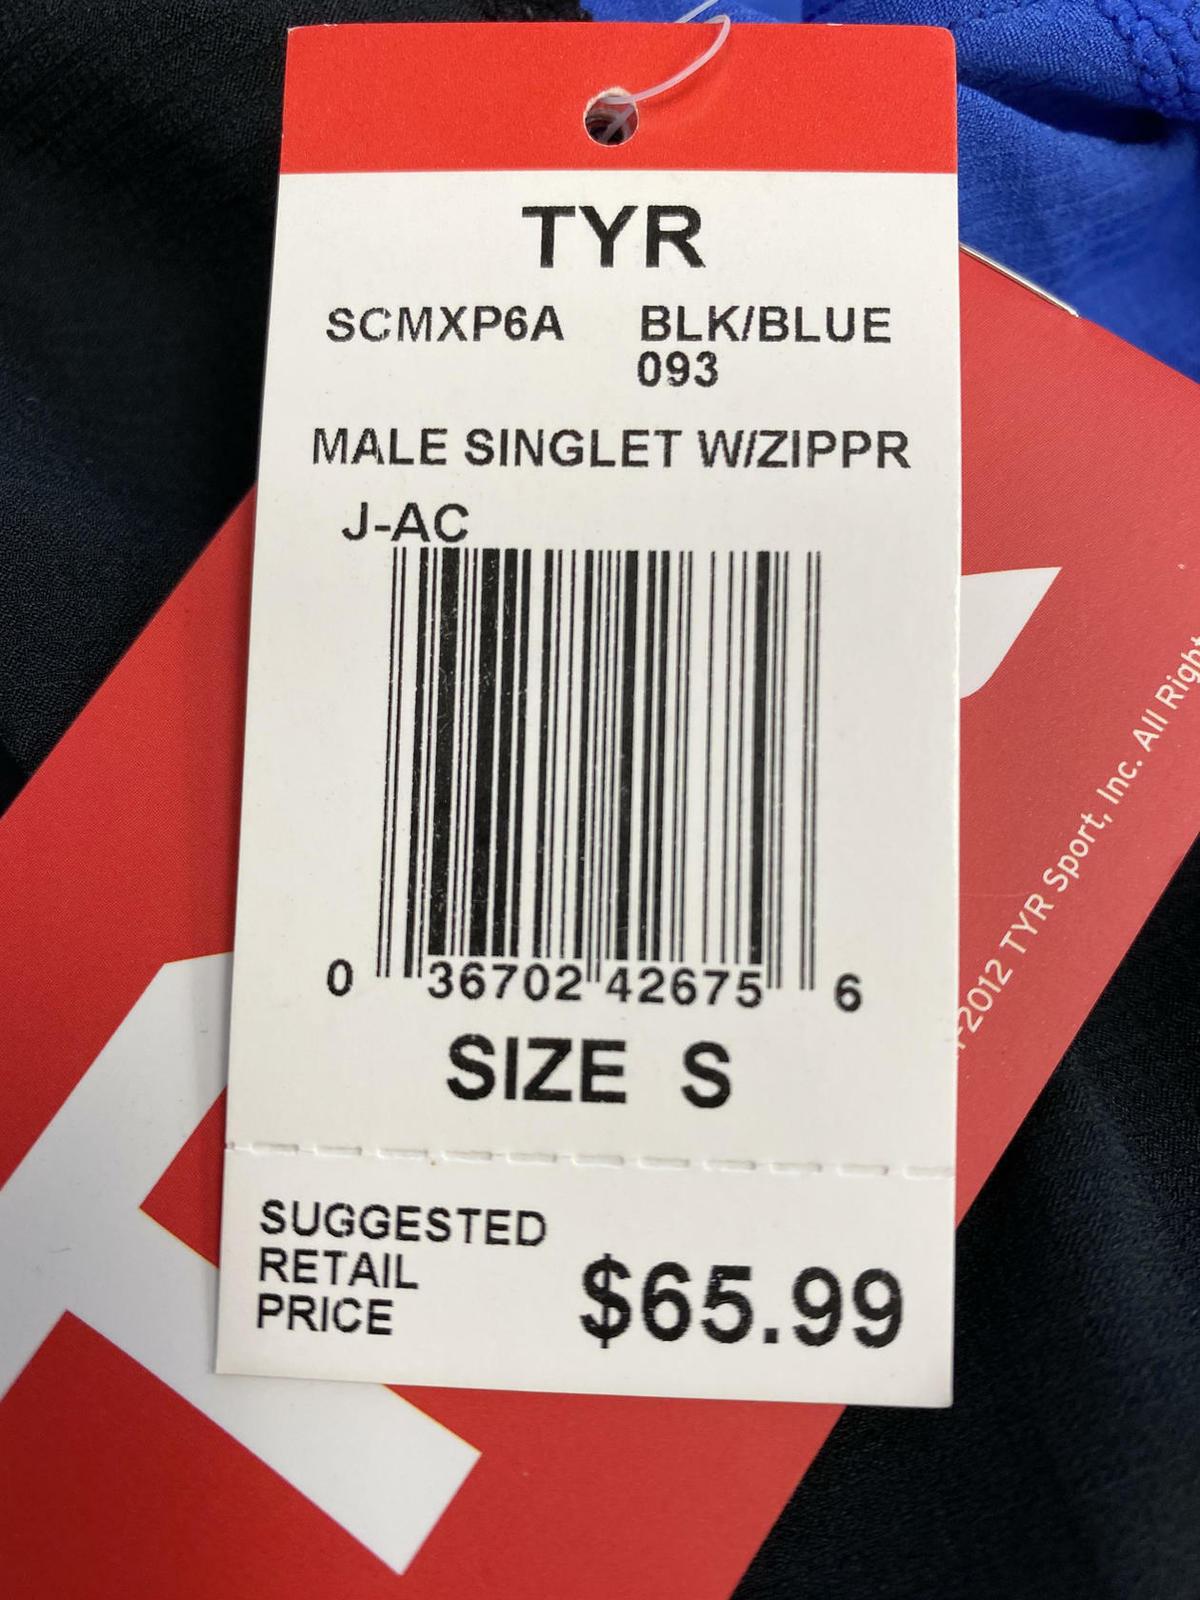 TYR
SCMXP6A BLK/BLUE
093
MALE SINGLET W/ZIPPR
J-AC
0 36702 42675 6
SIZE S
SUGGESTED
RETAIL
PRICE
$65.99
-2012 TYR Sport, Inc. All